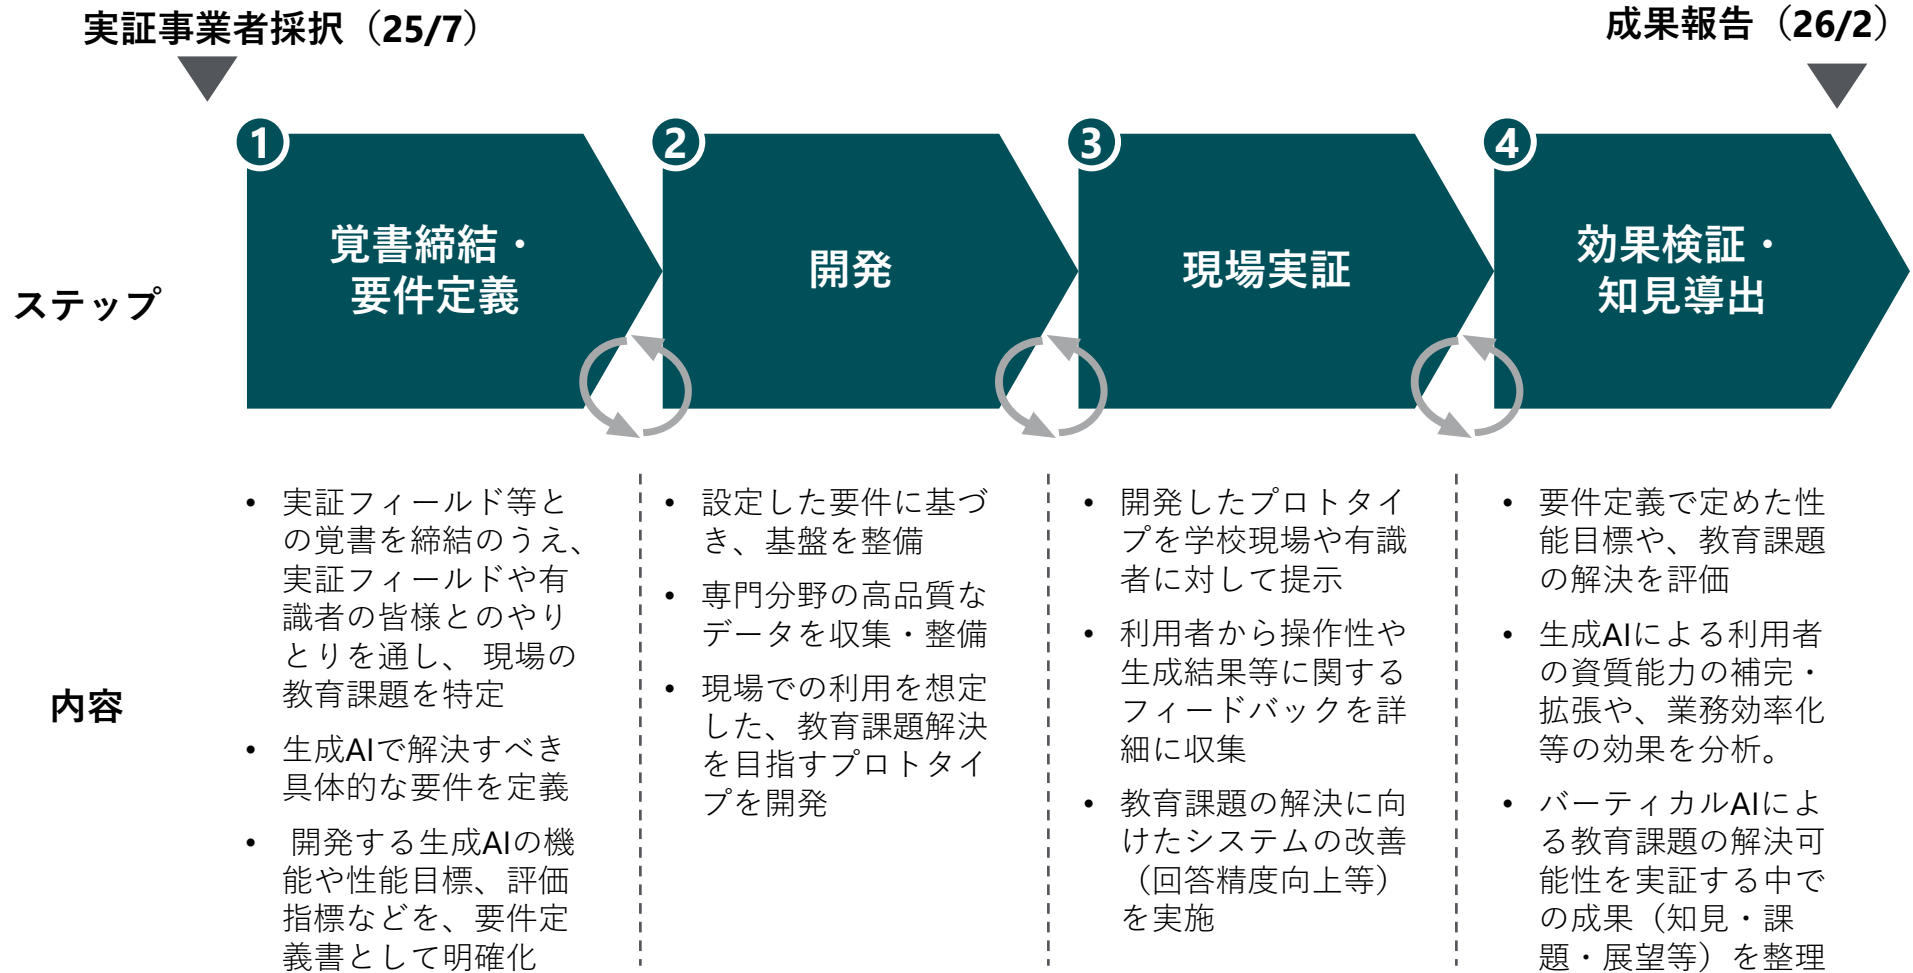 実証事業者採択（25/7）
成果報告（26/2）
ステップ
1
覚書締結・
要件定義
2
開発
3
現場実証
4
効果検証・
知見導出
内容
• 実証フィールド等と
の覚書を締結のうえ、
実証フィールドや有
識者の皆様とのやり
とりを通し、 現場の
教育課題を特定
• 生成AIで解決すべき
具体的な要件を定義
• 開発する生成AIの機
能や性能目標、評価
指標などを、要件定
義書として明確化
• 設定した要件に基づ
き、基盤を整備
• 専門分野の高品質な
データを収集・整備
• 現場での利用を想定
した、教育課題解決
を目指すプロトタイ
プを開発
• 開発したプロトタイ
プを学校現場や有識
者に対して提示
• 利用者から操作性や
生成結果等に関する
フィードバックを詳
細に収集
• 教育課題の解決に向
けたシステムの改善
（回答精度向上等）
を実施
• 要件定義で定めた性
能目標や、教育課題
の解決を評価
• 生成AIによる利用者
の資質能力の補完・
拡張や、業務効率化
等の効果を分析。
• バーティカルAIによ
る教育課題の解決可
能性を実証する中で
の成果（知見・課
題・展望等）を整理